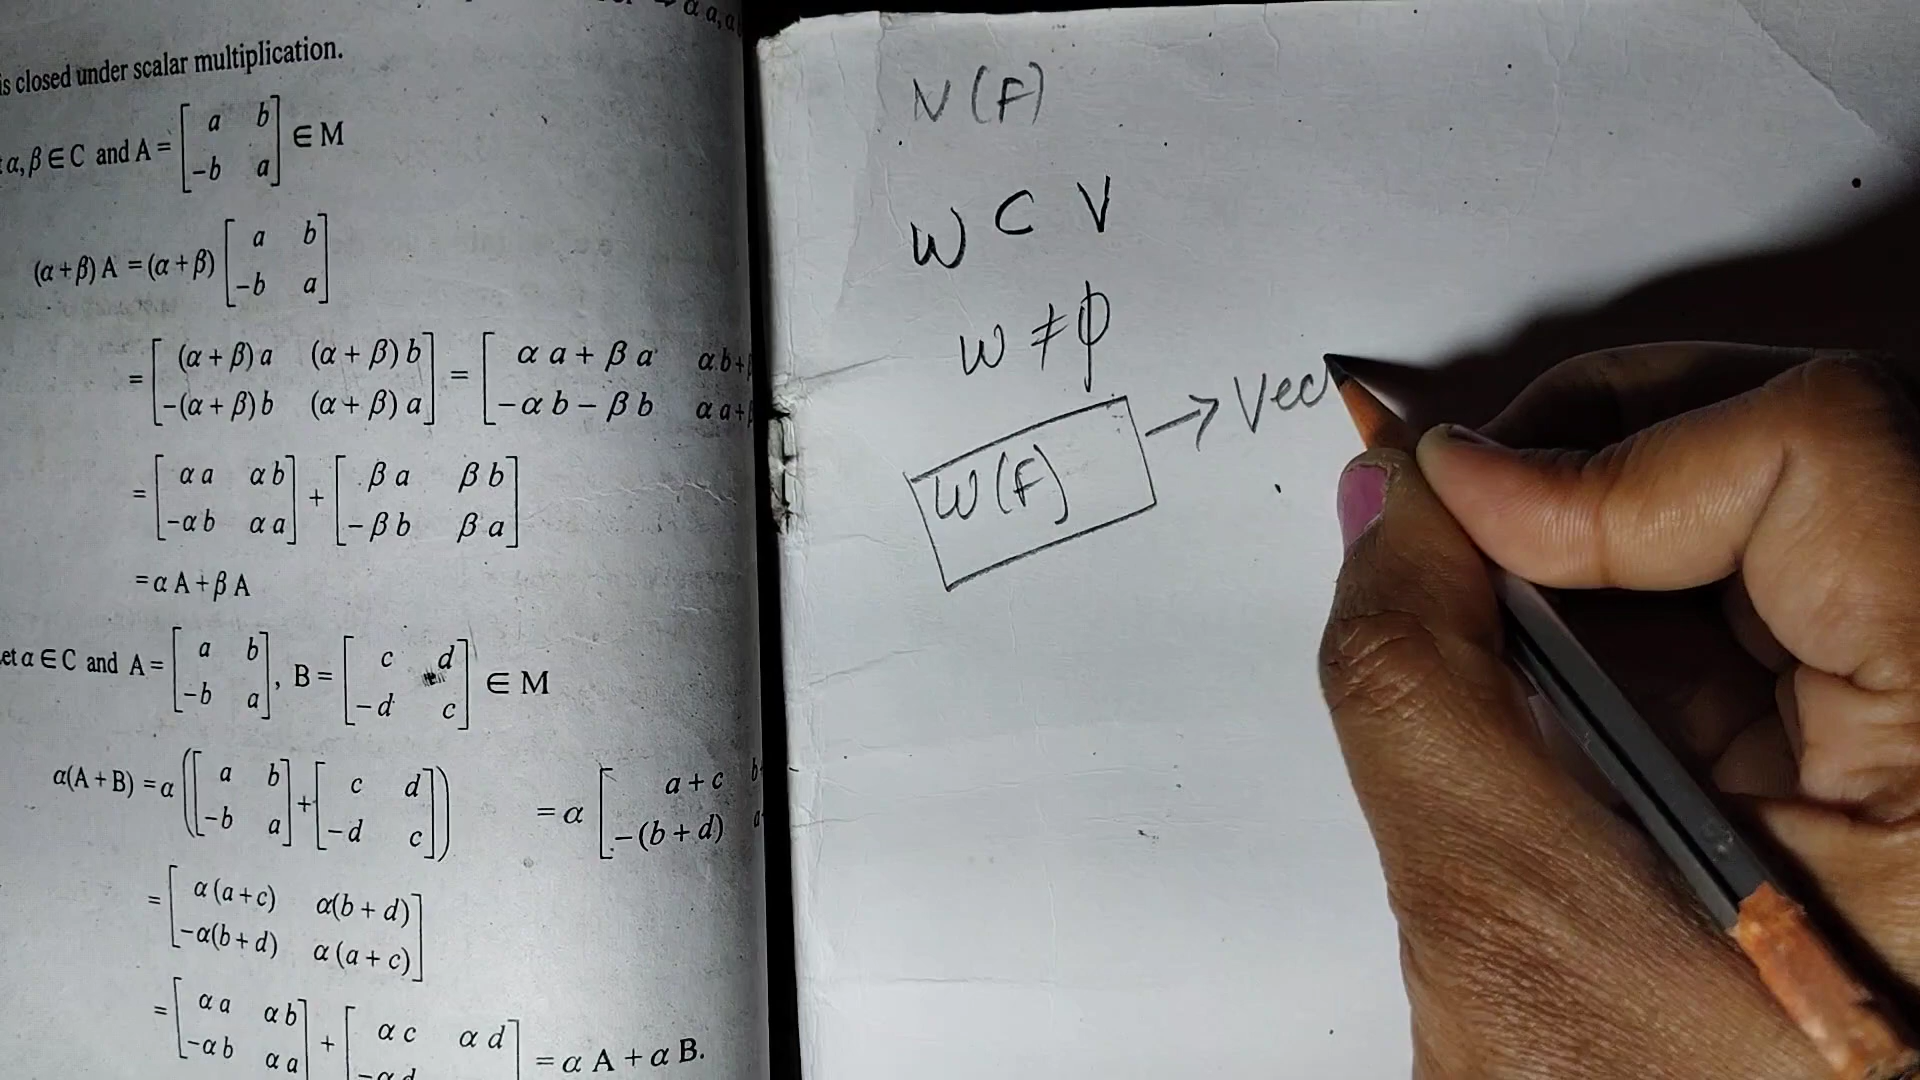 is closed under scalar multiplication.
α, β ∈ C and A = [ a b
-b a ] ∈ M
(α + β) A = (α + β) [ a b
-b a ]
= [ (α + β) a (α + β) b
-(α + β) b (α + β) a ] = [ α a + β a α b +
-α b - β b α a + ]
= [ α a α b
-α b α a ] + [ β a β b
-β b β a ]
= α A + β A
et α ∈ C and A = [ a b
-b a ], B = [ c d
-d c ] ∈ M
α(A + B) = α ([ a b
-b a ] + [ c d
-d c ]) = α [ a + c b
-(b + d) a ]
= [ α (a + c) α(b + d)
-α(b + d) α (a + c) ]
= [ α a α b
-α b α a ] + [ α c α d
-α d ] = α A + α B.
V(F)
W ⊂ V
W ≠ φ
W(F) → Vec